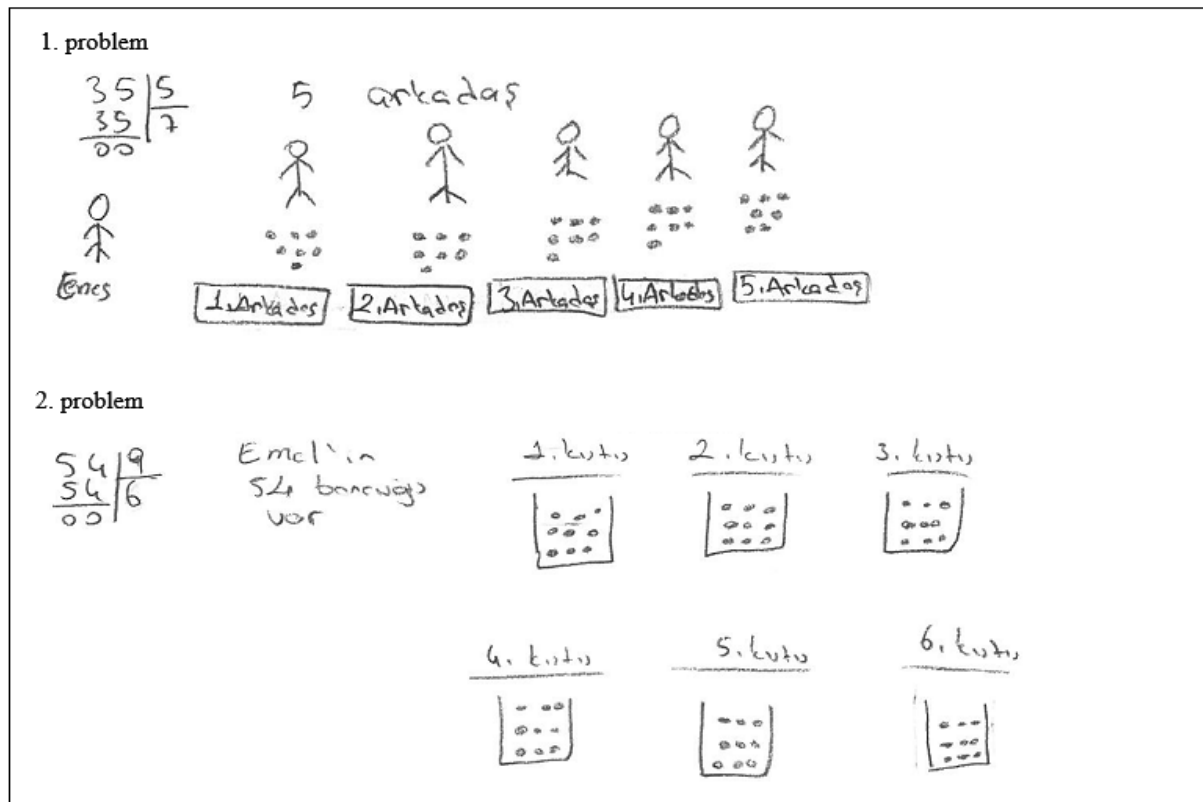 1. problem
35 5
35 7
00
5 arkadaş
Enes
1. Arkadaş 2. Arkadaş 3. Arkadaş 4. Arkadaş 5. Arkadaş
2. problem
54 9
54 6
00
Emel'in
54 boncuğu
var
1. kutu 2. kutu 3. kutu
4. kutu 5. kutu 6. kutu